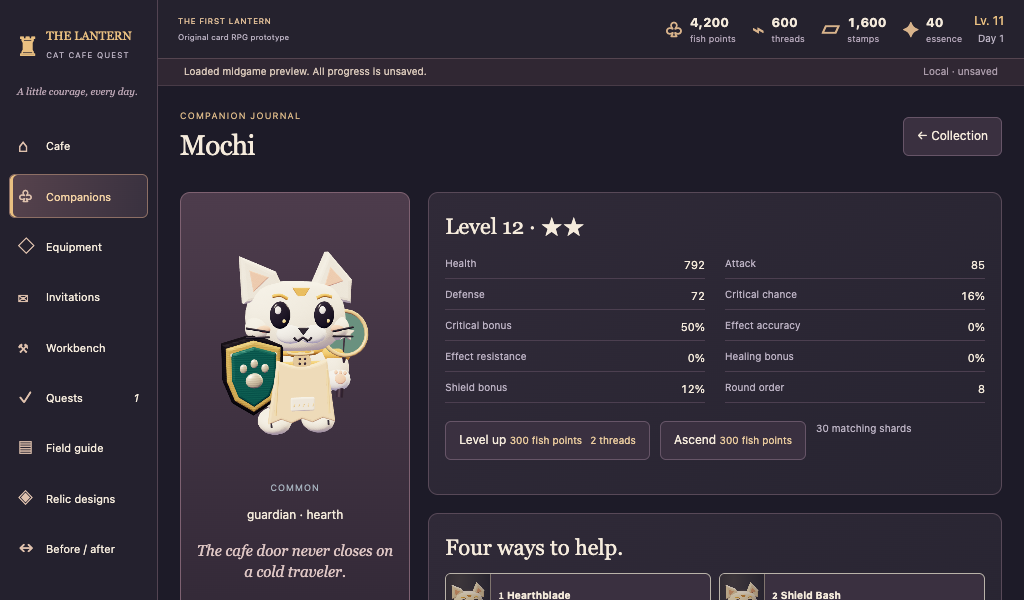 THE LANTERN
CAT CAFE QUEST
A little courage, every day.
Cafe
Companions
Equipment
Invitations
Workbench
Quests 1
Field guide
Relic designs
Before / after
THE FIRST LANTERN
Original card RPG prototype
4,200 fish points
600 threads
1,600 stamps
40 essence
Lv. 11
Day 1
Loaded midgame preview. All progress is unsaved.
Local · unsaved
COMPANION JOURNAL
Mochi
← Collection
COMMON
guardian · hearth
The cafe door never closes on
a cold traveler.
Level 12 · ★★
Health 792
Attack 85
Defense 72
Critical chance 16%
Critical bonus 50%
Effect accuracy 0%
Effect resistance 0%
Healing bonus 0%
Shield bonus 12%
Round order 8
Level up 300 fish points 2 threads
Ascend 300 fish points
30 matching shards
Four ways to help.
1 Hearthblade
2 Shield Bash